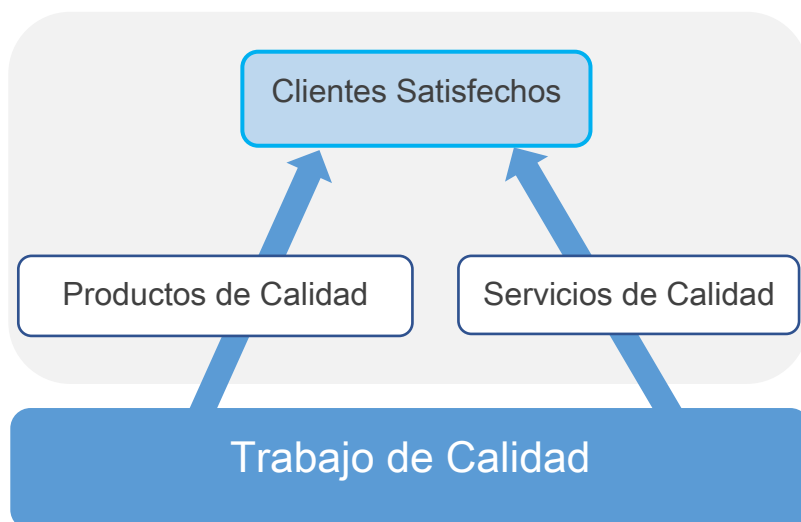 Clientes Satisfechos
Productos de Calidad
Servicios de Calidad
Trabajo de Calidad